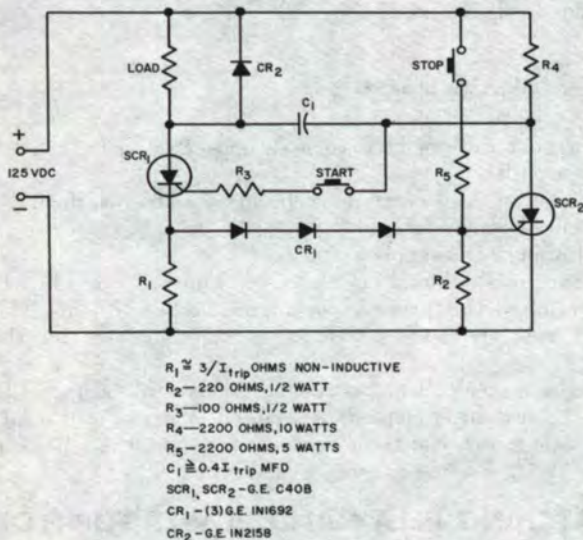 LOAD
CR2
STOP
R4
C1
+
125 VDC
−
SCR1
R3
START
R5
SCR2
CR1
R1
R2
R1 ≅ 3/Itrip OHMS NON-INDUCTIVE
R2—220 OHMS, 1/2 WATT
R3—100 OHMS, 1/2 WATT
R4—2200 OHMS, 10 WATTS
R5—2200 OHMS, 5 WATTS
C1 ≧ 0.4 Itrip MFD
SCR1, SCR2 – G.E. C40B
CR1 – (3) G.E. IN1692
CR2 – G.E. IN2158